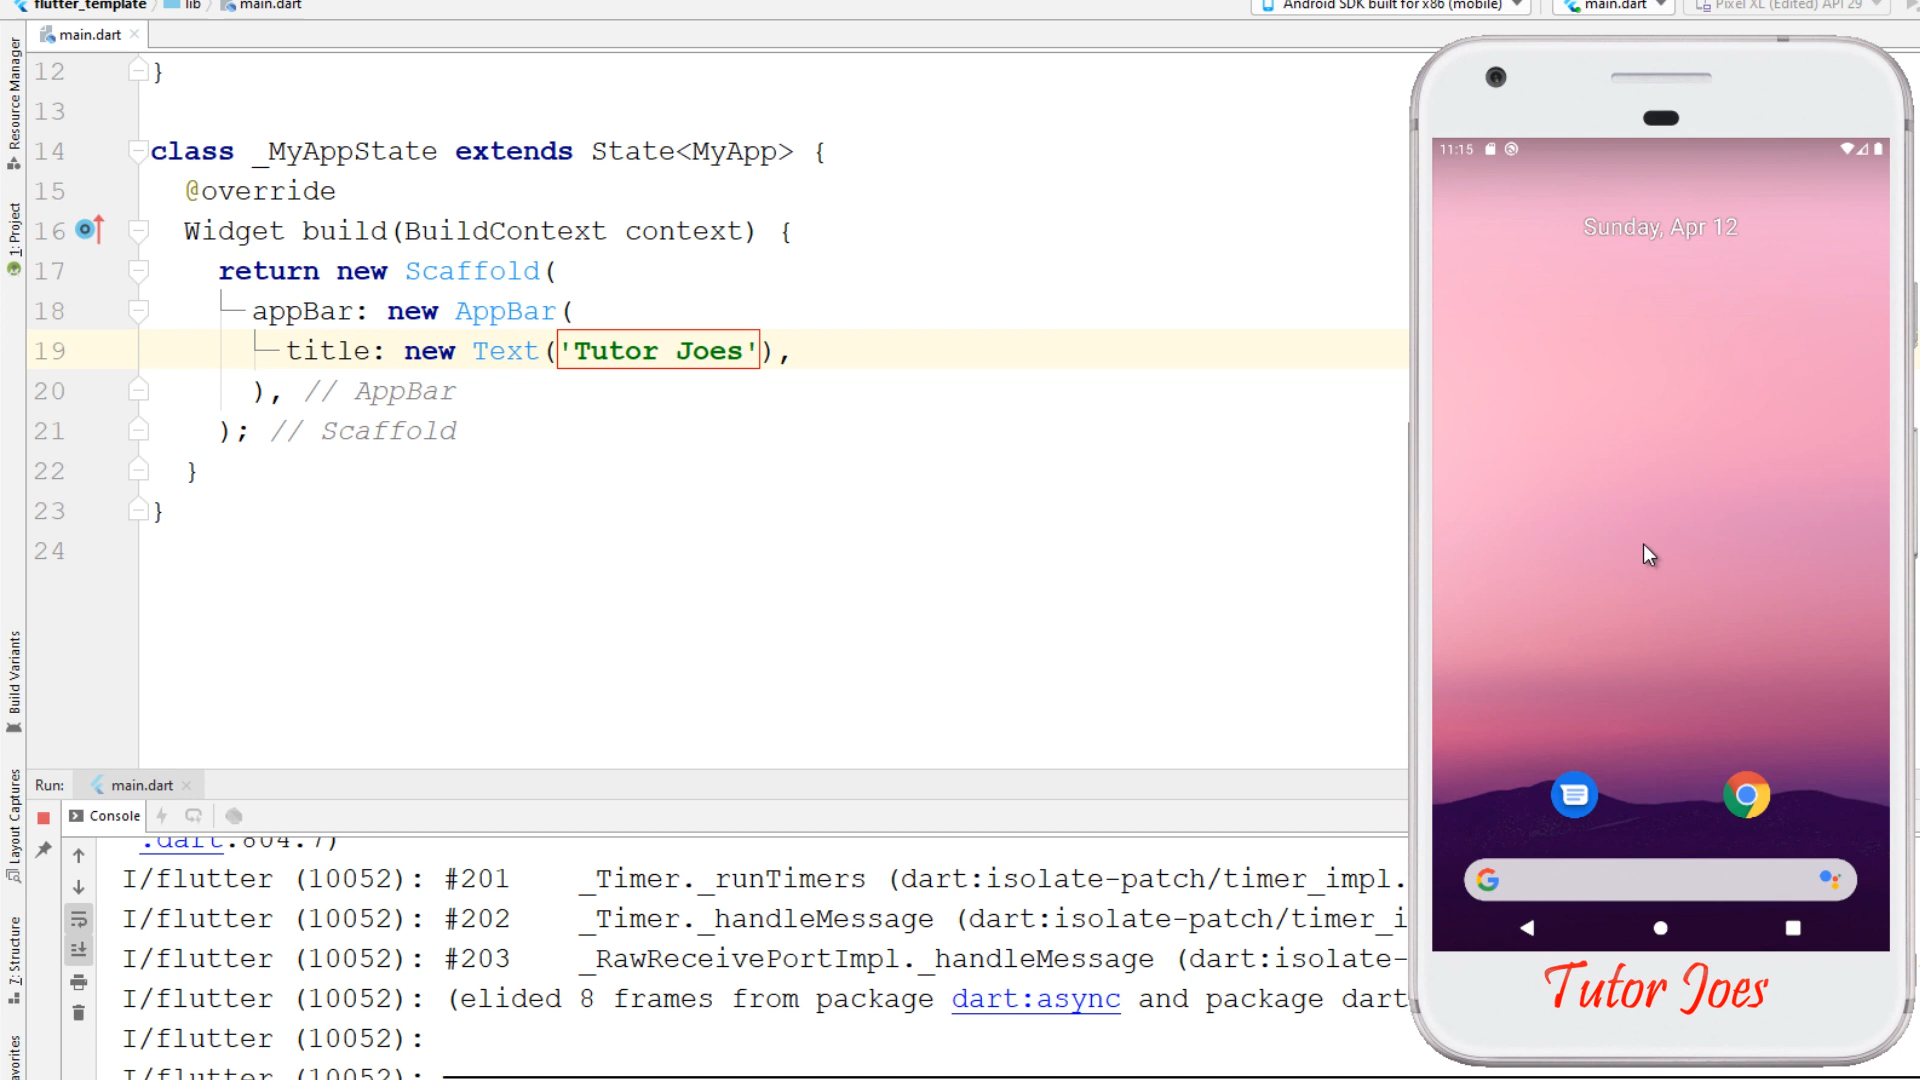 flutter_template lib main.dart
Android SDK built for x86 (mobile) main.dart Pixel XL (Edited) API 29
main.dart
Resource Manager
1: Project
Build Variants
Layout Captures
7: Structure
avorites
12 }
13
14 class _MyAppState extends State<MyApp> {
15 @override
16 Widget build(BuildContext context) {
17 return new Scaffold(
18 appBar: new AppBar(
19 title: new Text('Tutor Joes'),
20 ), // AppBar
21 ); // Scaffold
22 }
23 }
24
Run: main.dart
Console
.dart:804:7)
I/flutter (10052): #201 _Timer._runTimers (dart:isolate-patch/timer_impl.
I/flutter (10052): #202 _Timer._handleMessage (dart:isolate-patch/timer_i
I/flutter (10052): #203 _RawReceivePortImpl._handleMessage (dart:isolate-
I/flutter (10052): (elided 8 frames from package dart:async and package dart
I/flutter (10052):
I/flutter (10052):
11:15
Sunday, Apr 12
Tutor Joes